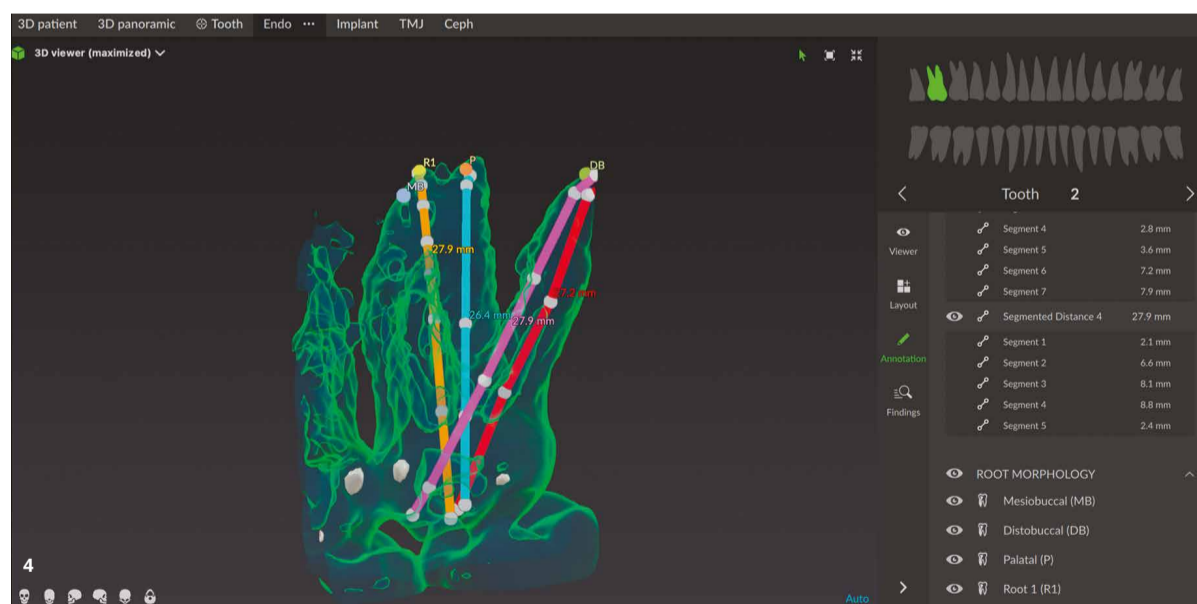 3D patient 3D panoramic Tooth Endo ... Implant TMJ Ceph
3D viewer (maximized)
R1
P
DB
MB
27.9 mm
26.4 mm
27.9 mm
4
Auto
Tooth 2
Viewer
Layout
Annotation
Findings
Segment 4 2.8 mm
Segment 5 3.6 mm
Segment 6 7.2 mm
Segment 7 7.9 mm
Segmented Distance 4 27.9 mm
Segment 1 2.1 mm
Segment 2 6.6 mm
Segment 3 8.1 mm
Segment 4 8.8 mm
Segment 5 2.4 mm
ROOT MORPHOLOGY
Mesiobuccal (MB)
Distobuccal (DB)
Palatal (P)
Root 1 (R1)